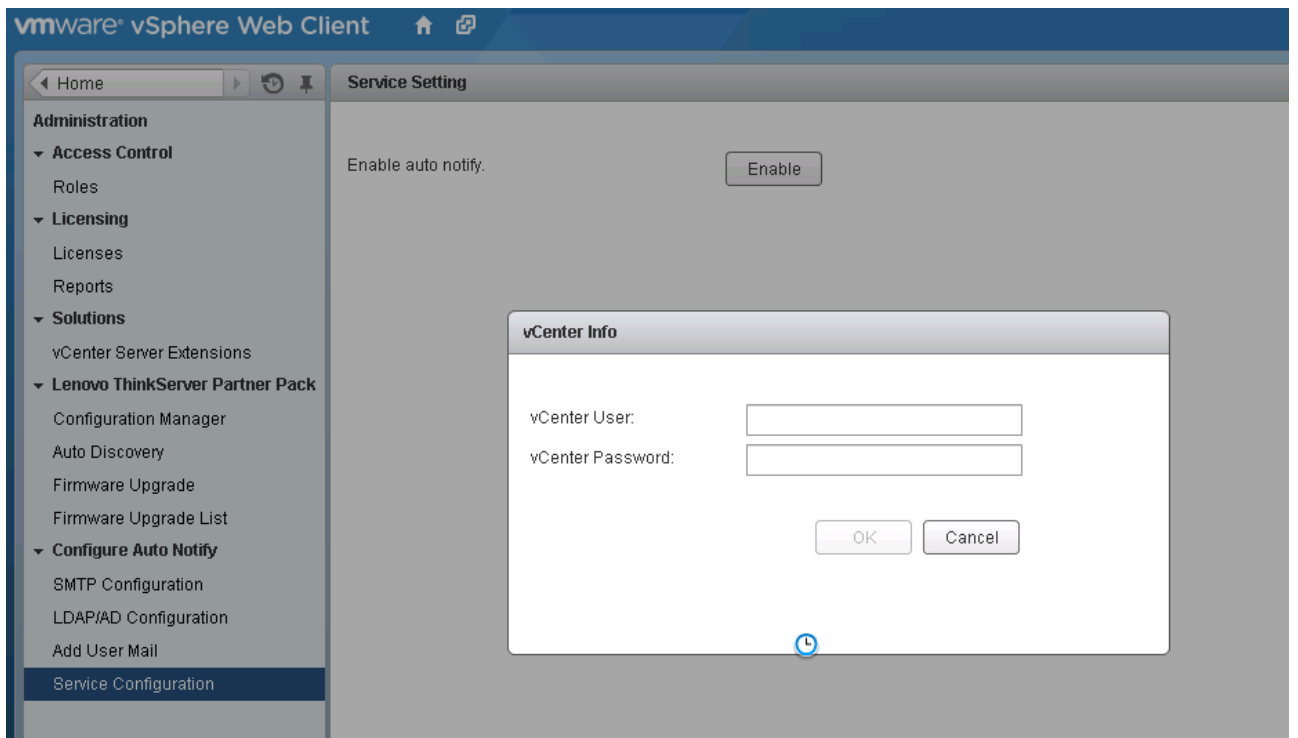 vmware® vSphere Web Client
Home
Administration
Access Control
Roles
Licensing
Licenses
Reports
Solutions
vCenter Server Extensions
Lenovo ThinkServer Partner Pack
Configuration Manager
Auto Discovery
Firmware Upgrade
Firmware Upgrade List
Configure Auto Notify
SMTP Configuration
LDAP/AD Configuration
Add User Mail
Service Configuration
Service Setting
Enable auto notify.
Enable
vCenter Info
vCenter User:
vCenter Password:
OK
Cancel